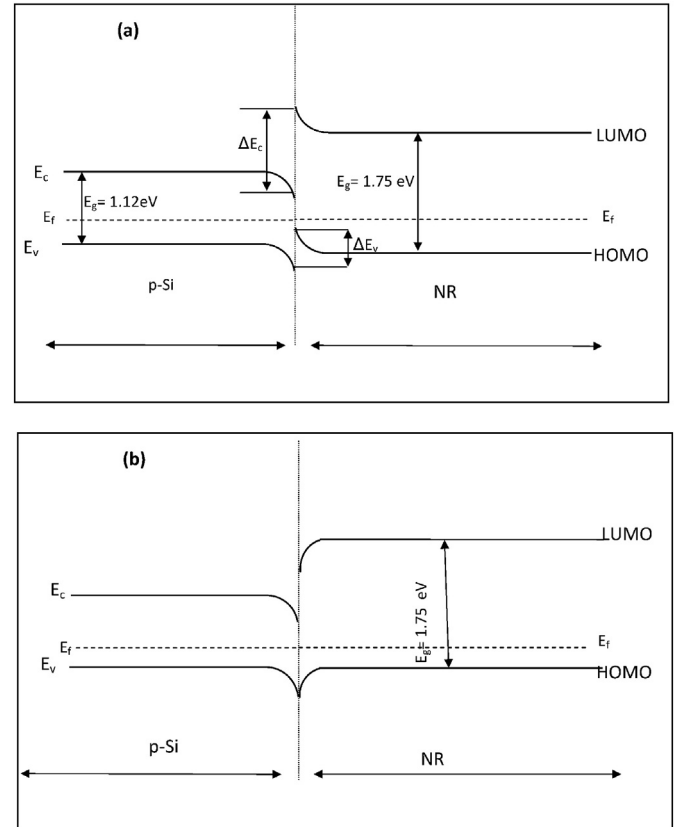 (a)
LUMO
ΔEc
Ec
Eg= 1.12eV
Eg= 1.75 eV
Ef
Ef
Ev
ΔEv
HOMO
p-Si
NR
(b)
LUMO
Ec
Eg= 1.75 eV
Ef
Ef
Ev
HOMO
p-Si
NR